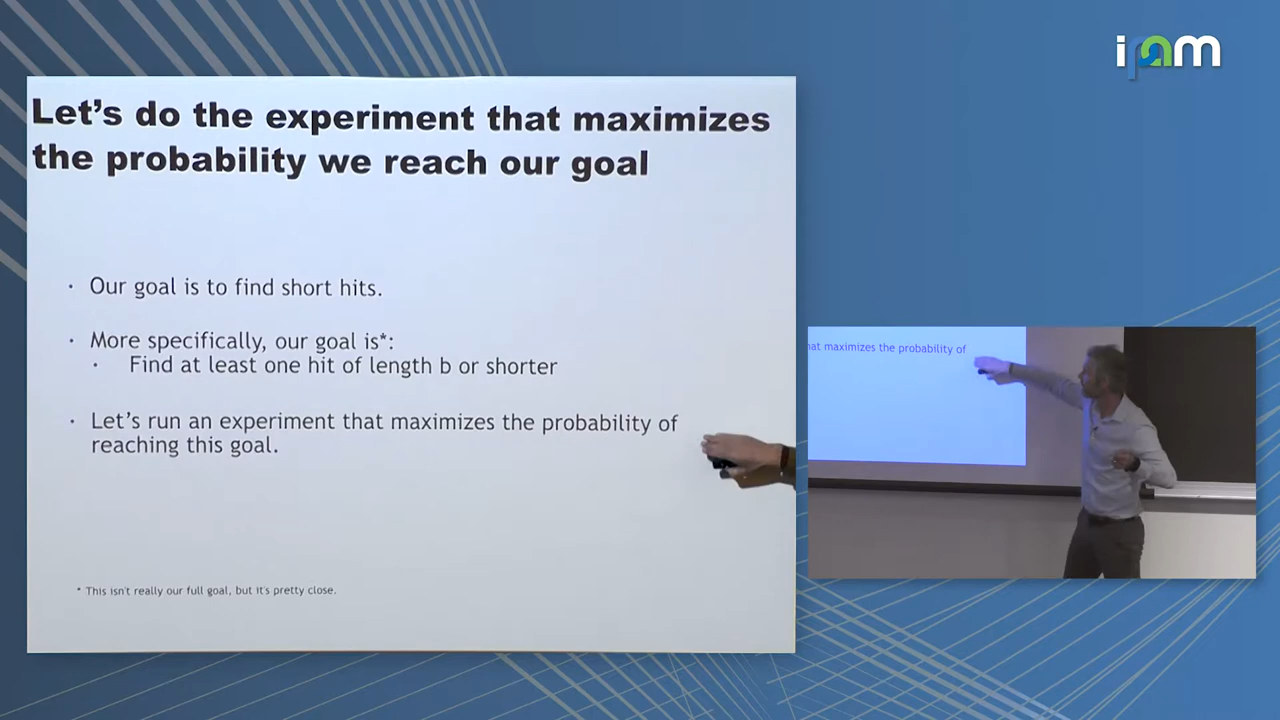 ipam
Let's do the experiment that maximizes
the probability we reach our goal
· Our goal is to find short hits.
· More specifically, our goal is*:
· Find at least one hit of length b or shorter
· Let's run an experiment that maximizes the probability of
reaching this goal.
* This isn't really our full goal, but it's pretty close.
hat maximizes the probability of